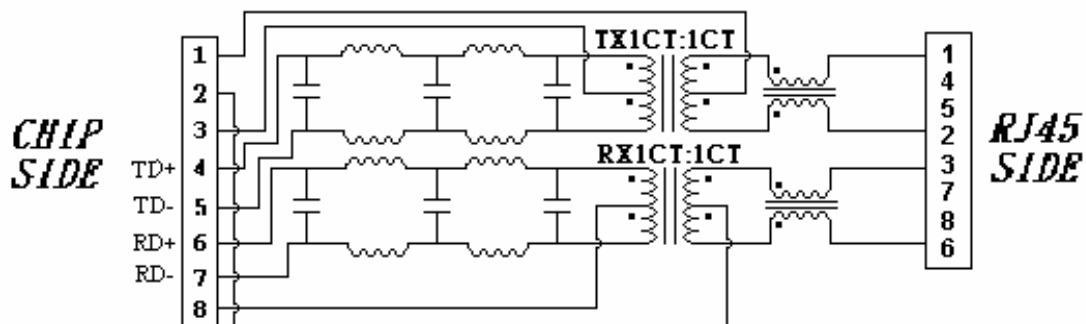 CHIP
SIDE
1
2
3
TD+ 4
TD- 5
RD+ 6
RD- 7
8
TX1CT:1CT
RX1CT:1CT
1
4
5
2
3
7
8
6
RJ45
SIDE